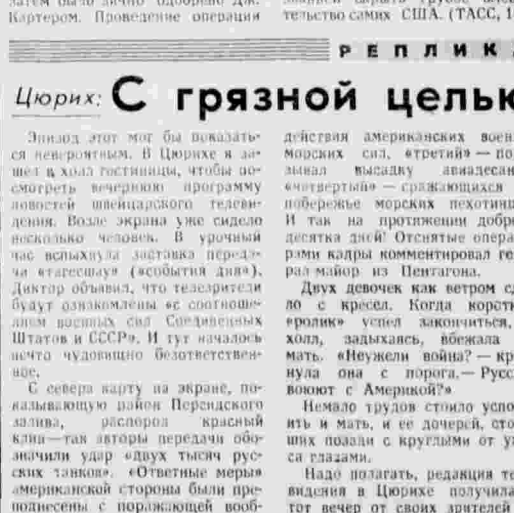 Картером. Проведение операции
тельство самих США. (ТАСС, 1
РЕПЛИК
Цюрих: С грязной целью
Эпизод этот мог бы показать-
ся невероятным. В Цюрихе я за-
шел в холл гостиницы, чтобы по-
смотреть вечернюю программу
новостей швейцарского телеви-
дения. Возле экрана уже сидело
несколько человек. В урочный
час вспыхнула заставка переда-
чи «тагесшау» («события дня»).
Диктор объявил, что телезрители
будут ознакомлены «с соотноше-
нием военных сил Соединенных
Штатов и СССР». И тут началось
нечто чудовищно безответствен-
ное.
С севера карту на экране, по-
казывающую район Персидского
залива, распорол красный
клин—так авторы передачи обо-
значили удар «двух тысяч рус-
ских танков». «Ответные меры»
американской стороны были пре-
поднесены с поражающей вооб-
действия американских воен
морских сил, «третий» — по
зывал высадку авиадесан
«четвертый» — сражающихся
побережье морских пехотинц
И так на протяжении добро
десятка дней! Отснятые опера
рами кадры комментировал ге
рал майор из Пентагона.
Двух девочек как ветром сд
ло с кресел. Когда коротк
«ролик» успел закончиться,
холл, задыхаясь, вбежала
мать. «Неужели война? — кр
нула она с порога.— Русс
воюют с Америкой?»
Немало трудов стоило успо
ить и мать, и ее дочерей, сто
ших позади с круглыми от у
са глазами.
Надо полагать, редакция те
видения в Цюрихе получила
тот вечер от своих зрителей